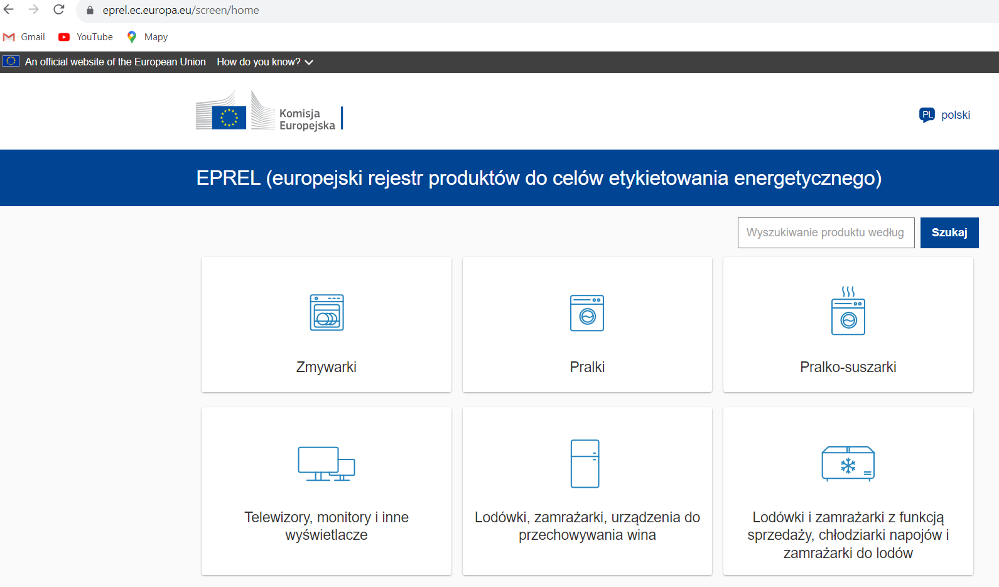 eprel.ec.europa.eu/screen/home
Gmail YouTube Mapy
An official website of the European Union How do you know?
Komisja
Europejska
PL polski
EPREL (europejski rejestr produktów do celów etykietowania energetycznego)
Wyszukiwanie produktu według Szukaj
Zmywarki
Pralki
Pralko-suszarki
Telewizory, monitory i inne
wyświetlacze
Lodówki, zamrażarki, urządzenia do
przechowywania wina
Lodówki i zamrażarki z funkcją
sprzedaży, chłodziarki napojów i
zamrażarki do lodów